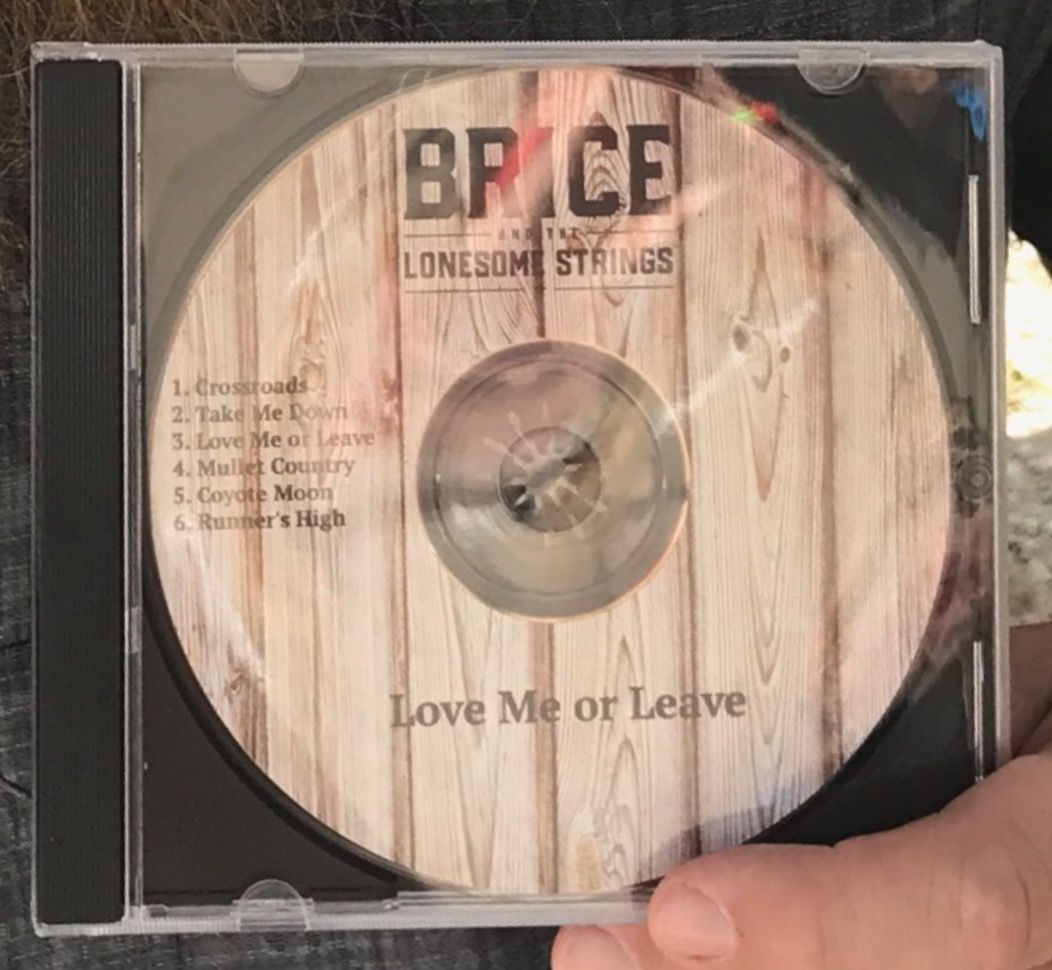 BRICE
AND THE
LONESOME STRINGS
1. Crossroads
2. Take Me Down
3. Love Me or Leave
4. Mullet Country
5. Coyote Moon
6. Runner's High
Love Me or Leave